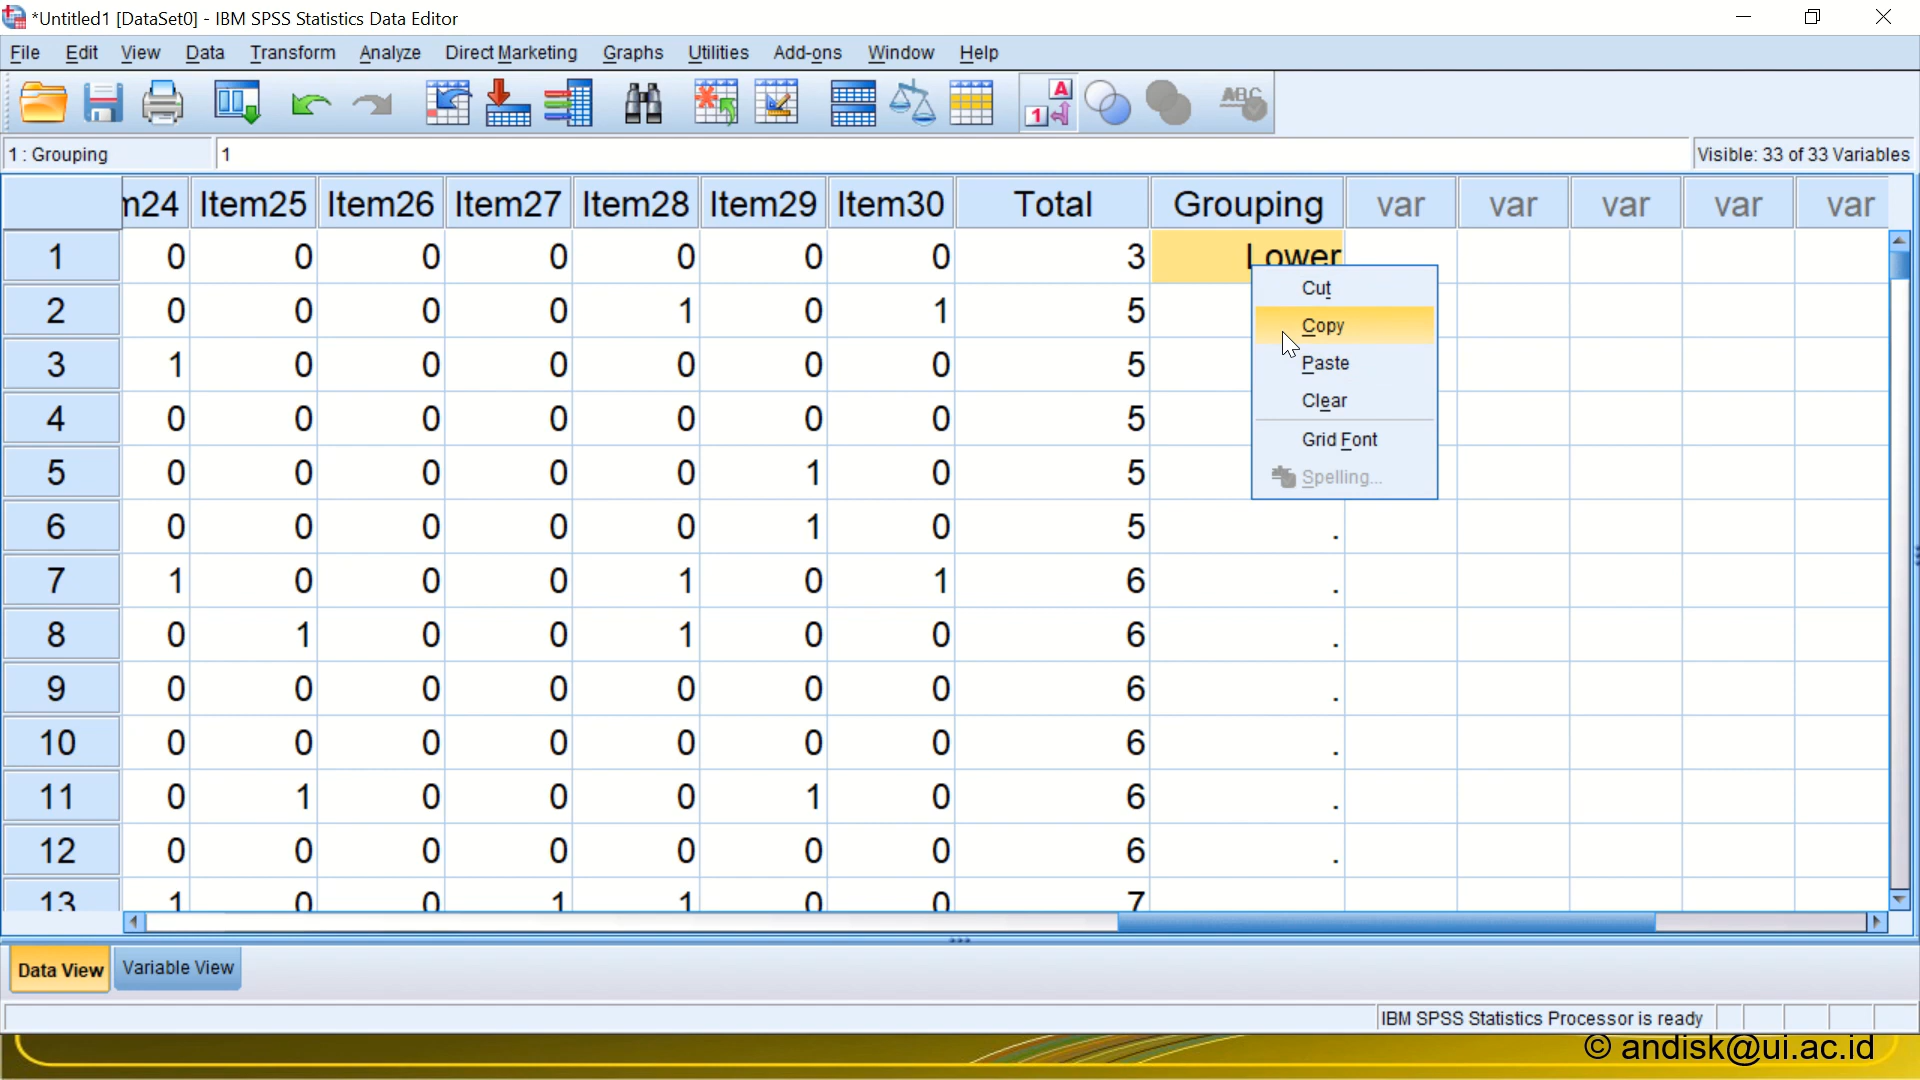 *Untitled1 [DataSet0] - IBM SPSS Statistics Data Editor
File Edit View Data Transform Analyze Direct Marketing Graphs Utilities Add-ons Window Help
A
1
ABC
1 : Grouping 1 Visible: 33 of 33 Variables
m24 Item25 Item26 Item27 Item28 Item29 Item30 Total Grouping var var var var var
1 0 0 0 0 0 0 0 3 Lower
2 0 0 0 0 1 0 1 5
3 1 0 0 0 0 0 0 5
4 0 0 0 0 0 0 0 5
5 0 0 0 0 0 1 0 5
6 0 0 0 0 0 1 0 5 .
7 1 0 0 0 1 0 1 6 .
8 0 1 0 0 1 0 0 6 .
9 0 0 0 0 0 0 0 6 .
10 0 0 0 0 0 0 0 6 .
11 0 1 0 0 0 1 0 6 .
12 0 0 0 0 0 0 0 6 .
13 1 0 0 1 1 0 0 7
Cut
Copy
Paste
Clear
Grid Font
Spelling...
Data View Variable View
IBM SPSS Statistics Processor is ready
© andisk@ui.ac.id